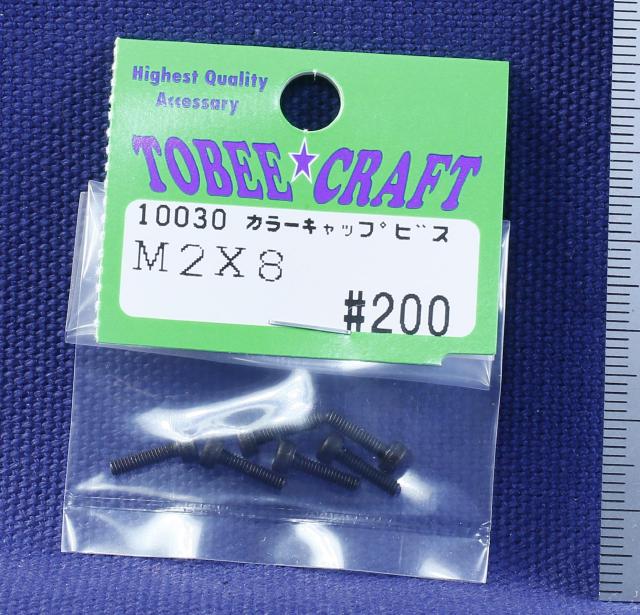 Highest Quality
Accessary
TOBEE★CRAFT
10030 カラーキャップビス
M2X8
#200